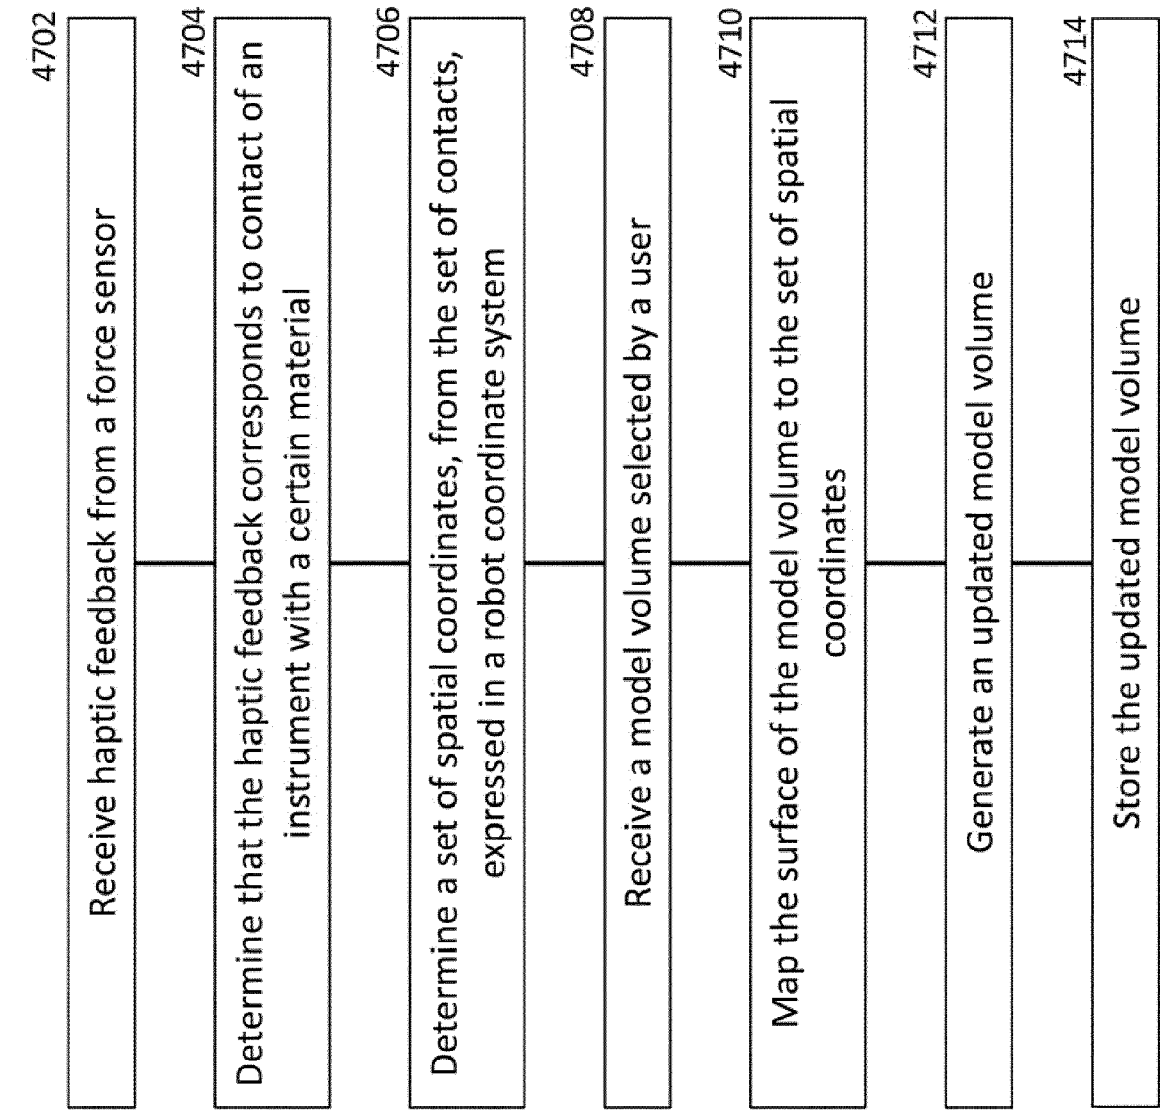 4702
Receive haptic feedback from a force sensor
4704
Determine that the haptic feedback corresponds to contact of an
instrument with a certain material
4706
Determine a set of spatial coordinates, from the set of contacts,
expressed in a robot coordinate system
4708
Receive a model volume selected by a user
4710
Map the surface of the model volume to the set of spatial
coordinates
4712
Generate an updated model volume
4714
Store the updated model volume